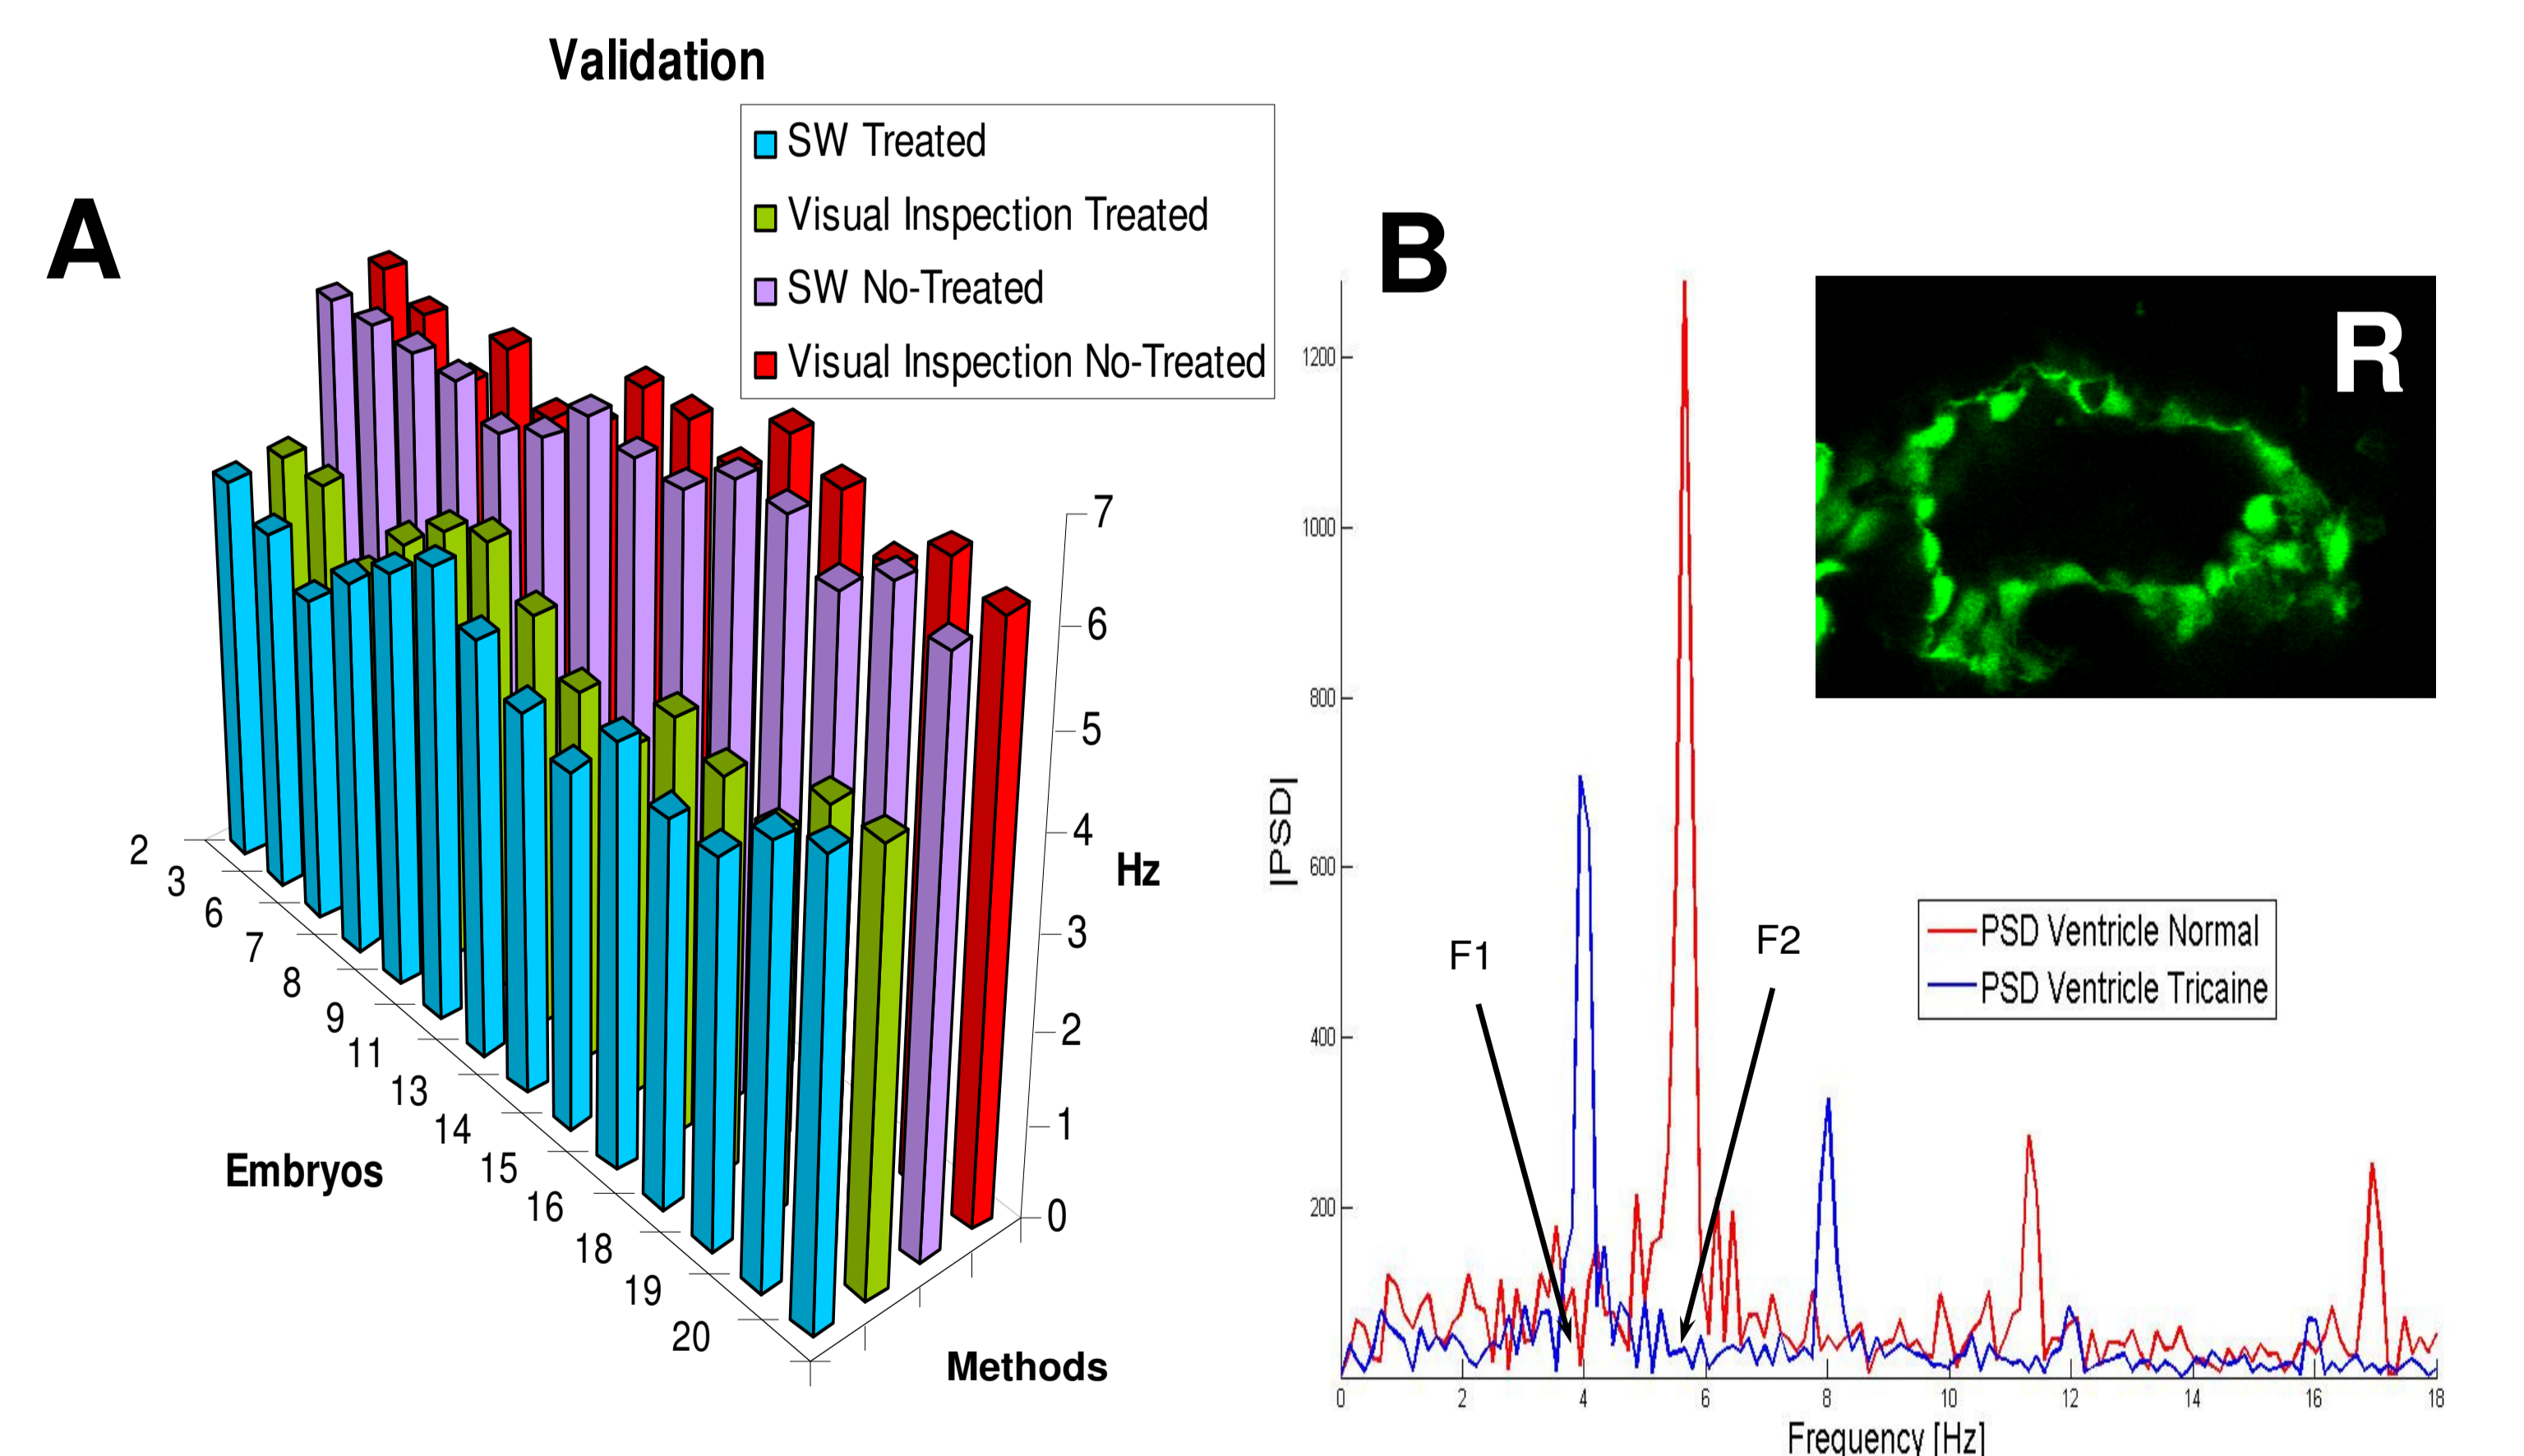 Validation
SW Treated
Visual Inspection Treated
SW No-Treated
Visual Inspection No-Treated
A
7
6
5
4
3
2
1
0
Hz
2
3
6
7
8
9
11
13
14
15
16
18
19
20
Embryos
Methods
B
R
1200
1000
800
600
400
200
|PSD|
F1
F2
PSD Ventricle Normal
PSD Ventricle Tricaine
0 2 4 6 8 10 12 14 16 18
Frequency [Hz]